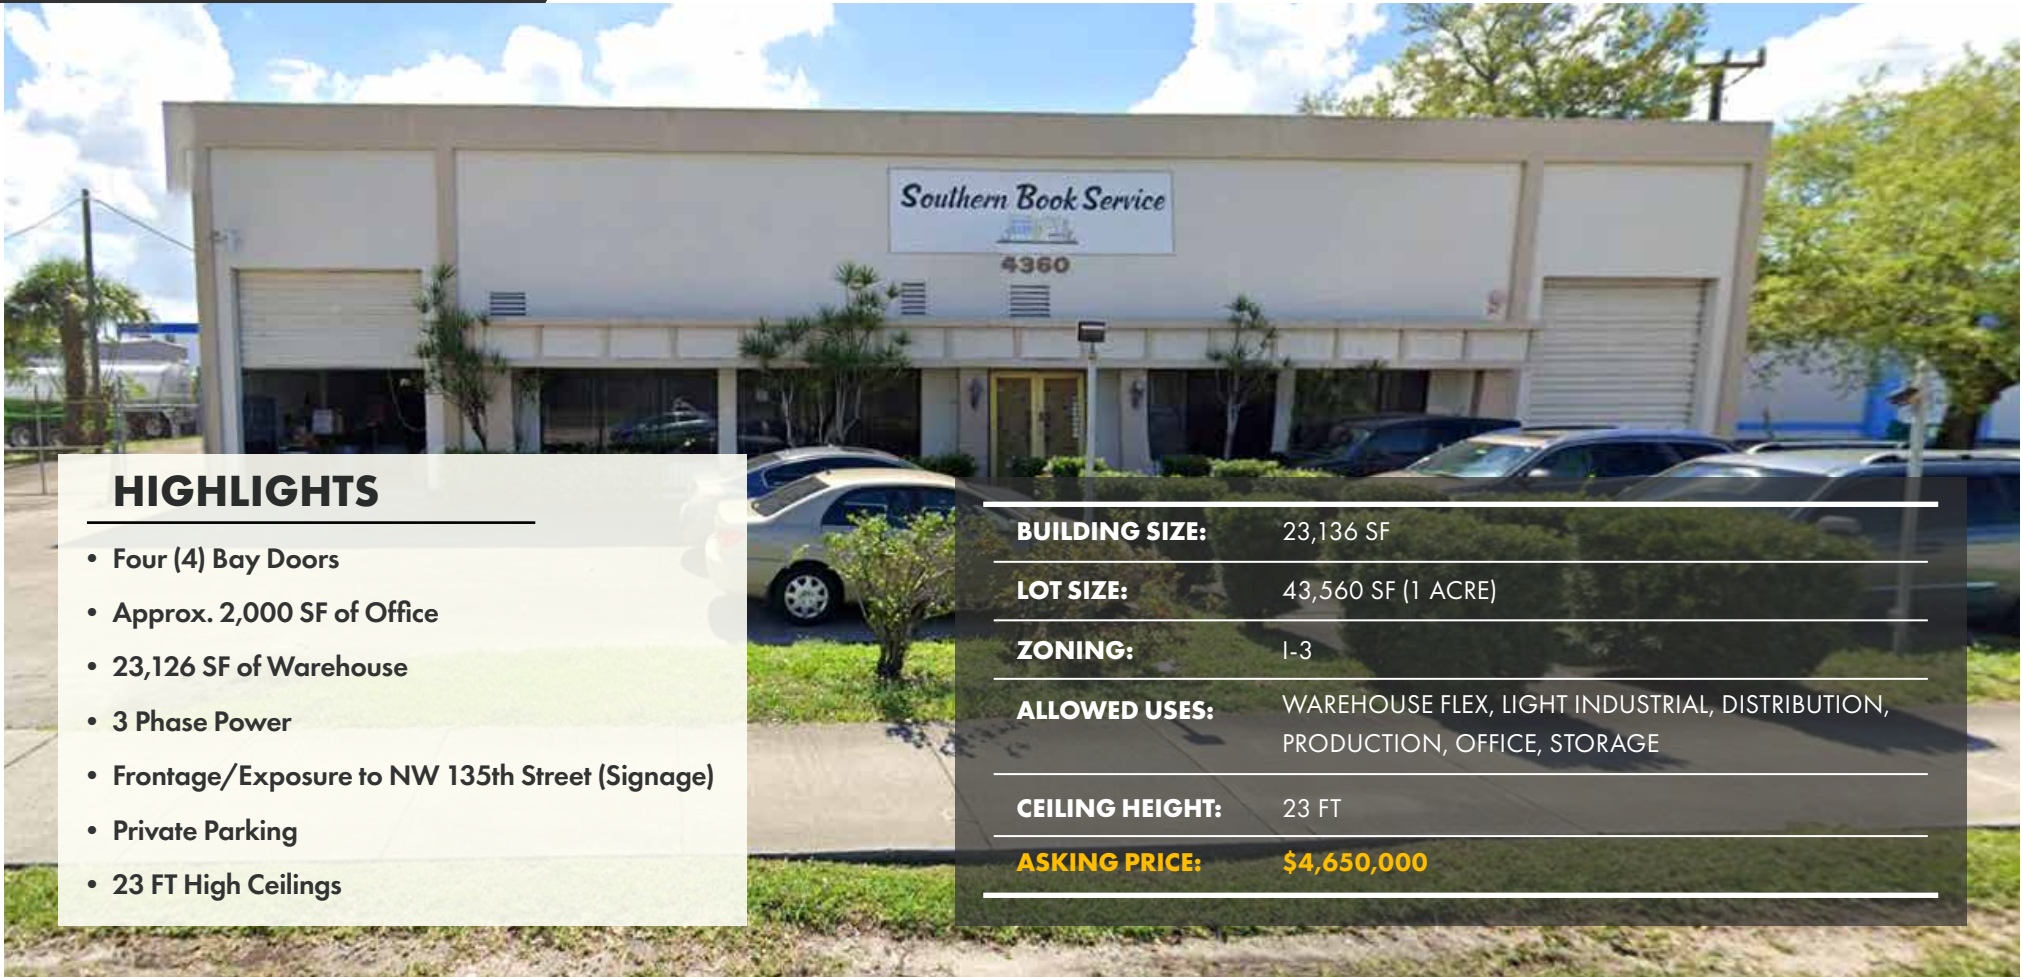 Southern Book Service
4360
HIGHLIGHTS
• Four (4) Bay Doors
• Approx. 2,000 SF of Office
• 23,126 SF of Warehouse
• 3 Phase Power
• Frontage/Exposure to NW 135th Street (Signage)
• Private Parking
• 23 FT High Ceilings
BUILDING SIZE: 23,136 SF
LOT SIZE: 43,560 SF (1 ACRE)
ZONING: I-3
ALLOWED USES: WAREHOUSE FLEX, LIGHT INDUSTRIAL, DISTRIBUTION,
PRODUCTION, OFFICE, STORAGE
CEILING HEIGHT: 23 FT
ASKING PRICE: $4,650,000